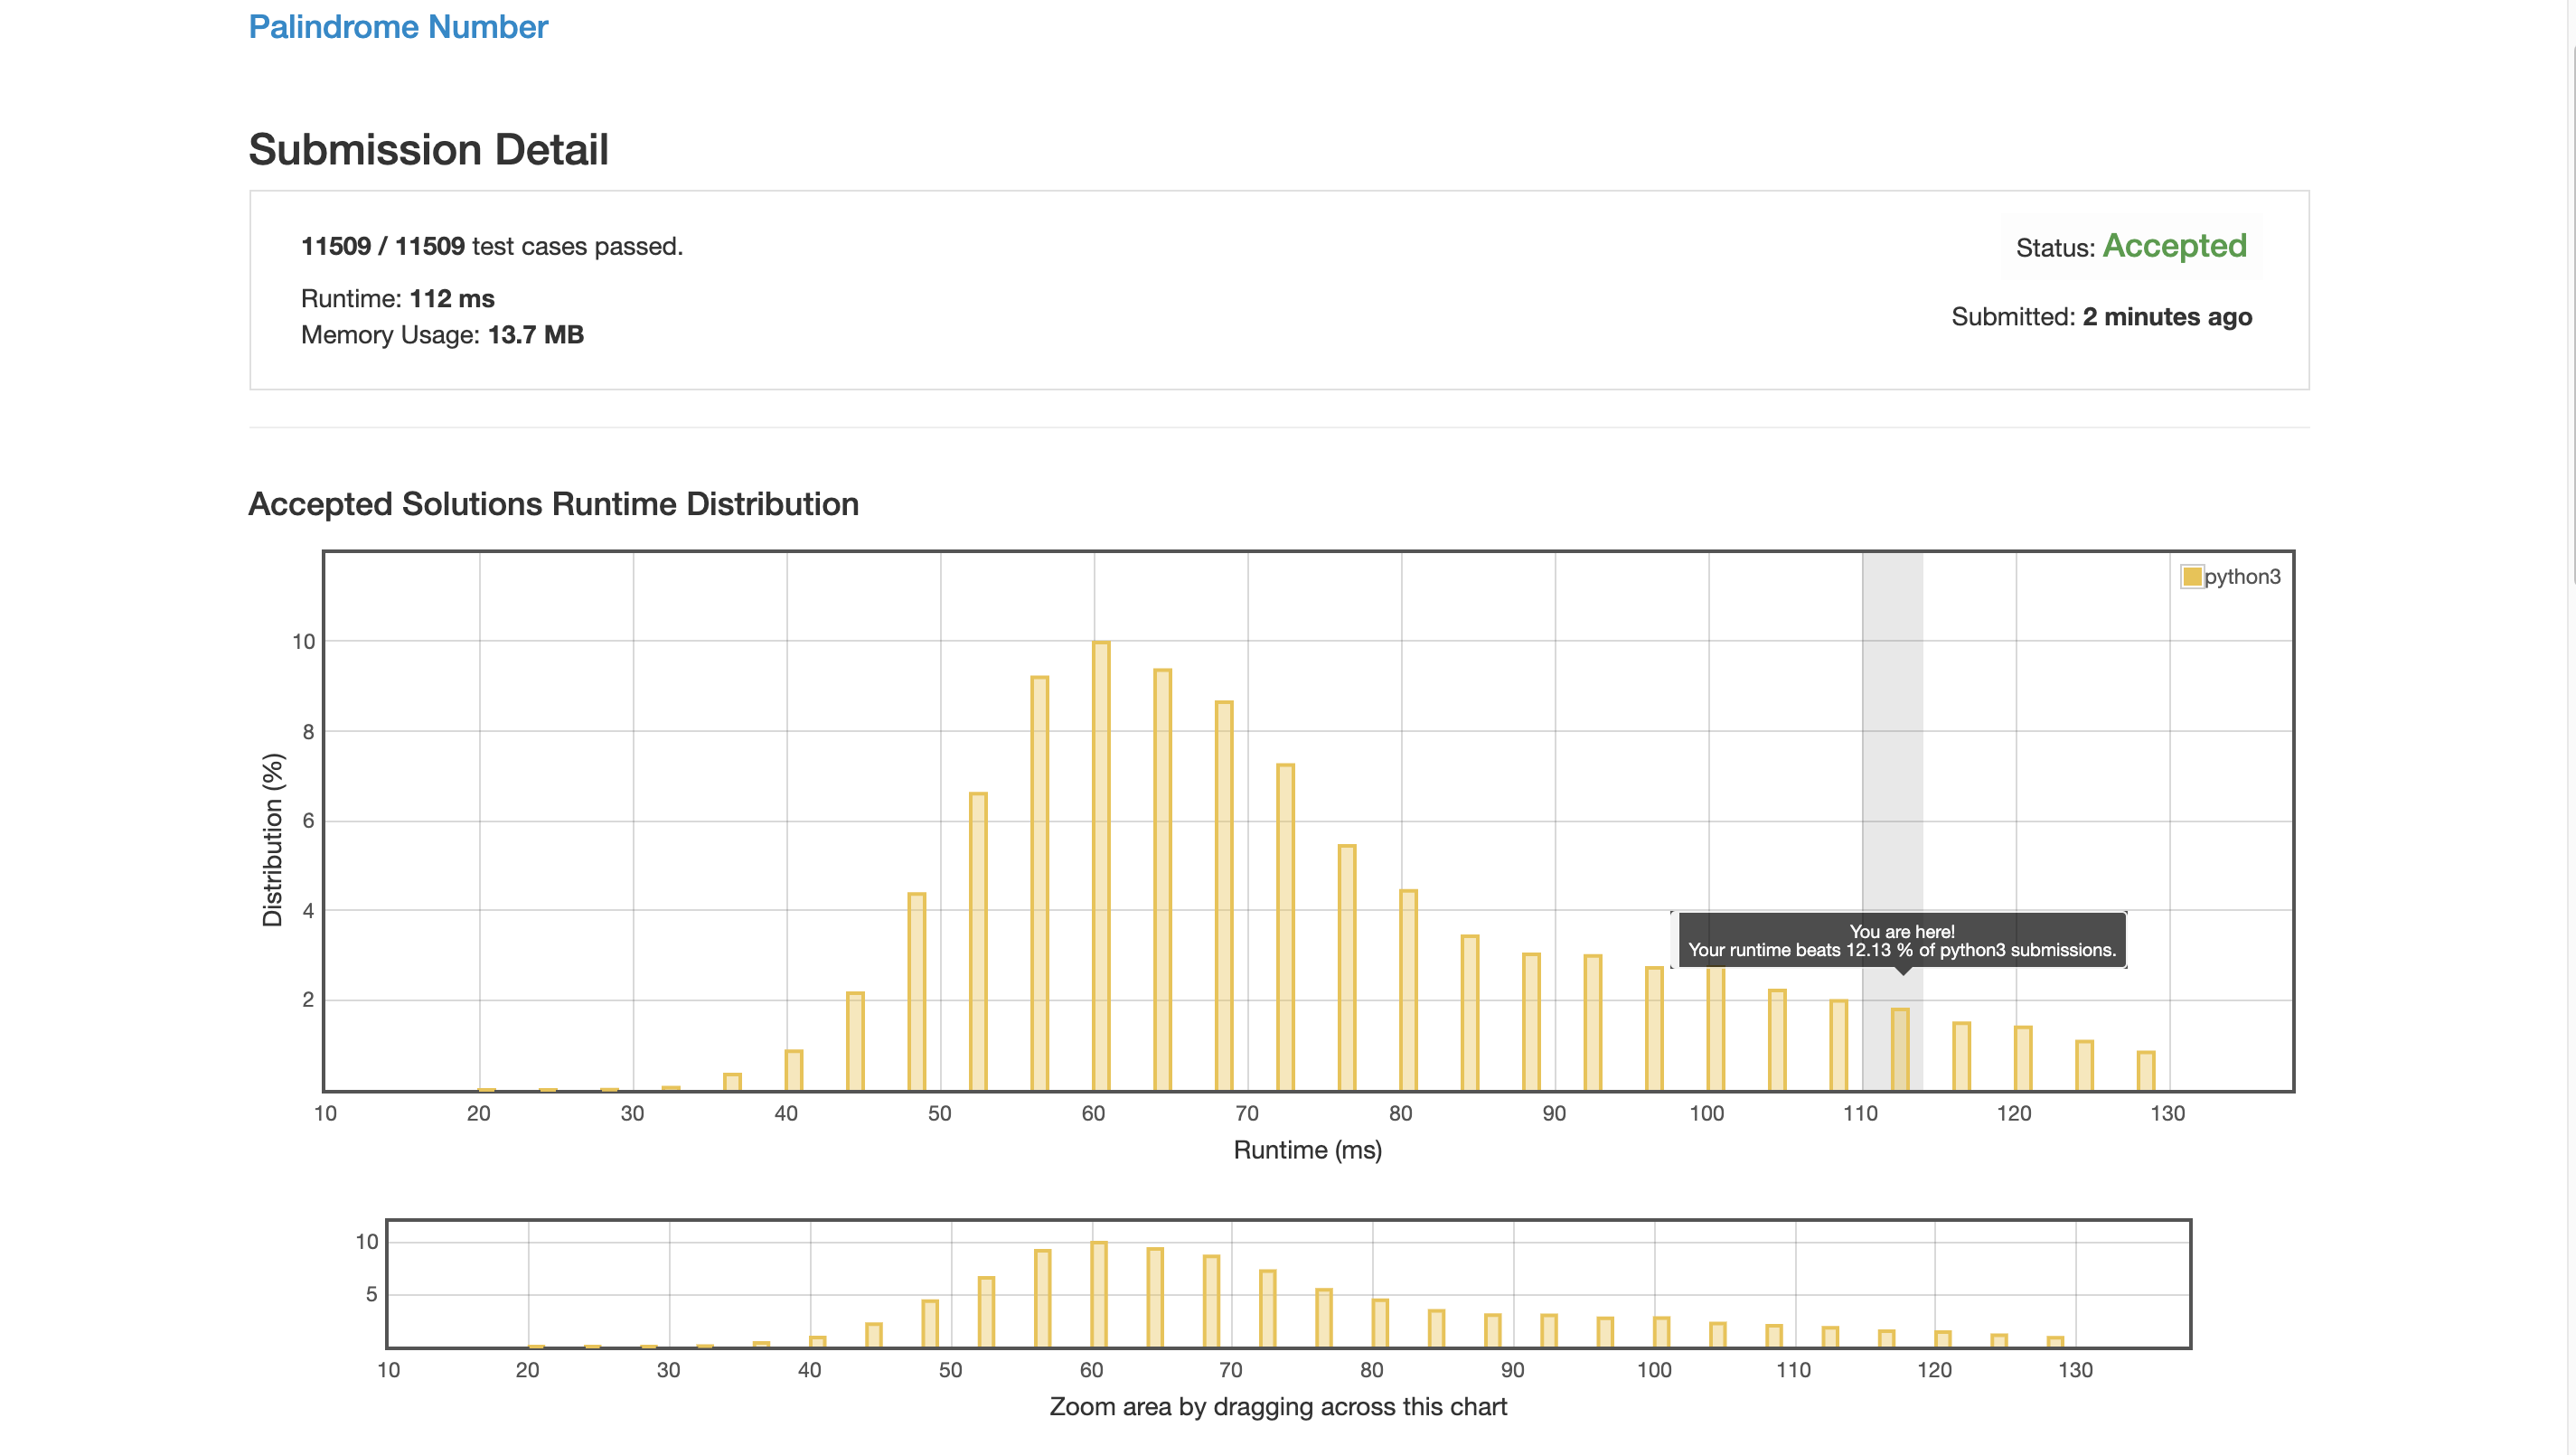 Palindrome Number
Submission Detail
11509 / 11509 test cases passed.
Status: Accepted
Runtime: 112 ms
Memory Usage: 13.7 MB
Submitted: 2 minutes ago
Accepted Solutions Runtime Distribution
python3
Distribution (%)
10
8
6
4
2
You are here!
Your runtime beats 12.13 % of python3 submissions.
10 20 30 40 50 60 70 80 90 100 110 120 130
Runtime (ms)
10
5
10 20 30 40 50 60 70 80 90 100 110 120 130
Zoom area by dragging across this chart